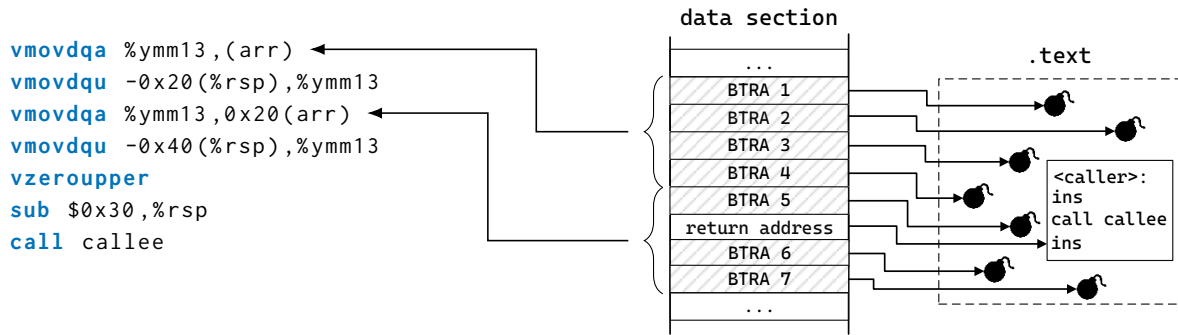 vmovdqa %ymm13,(arr)
vmovdqu -0x20(%rsp),%ymm13
vmovdqa %ymm13,0x20(arr)
vmovdqu -0x40(%rsp),%ymm13
vzeroupper
sub $0x30,%rsp
call callee
data section
...
BTRA 1
BTRA 2
BTRA 3
BTRA 4
BTRA 5
return address
BTRA 6
BTRA 7
...
.text
<caller>:
ins
call callee
ins